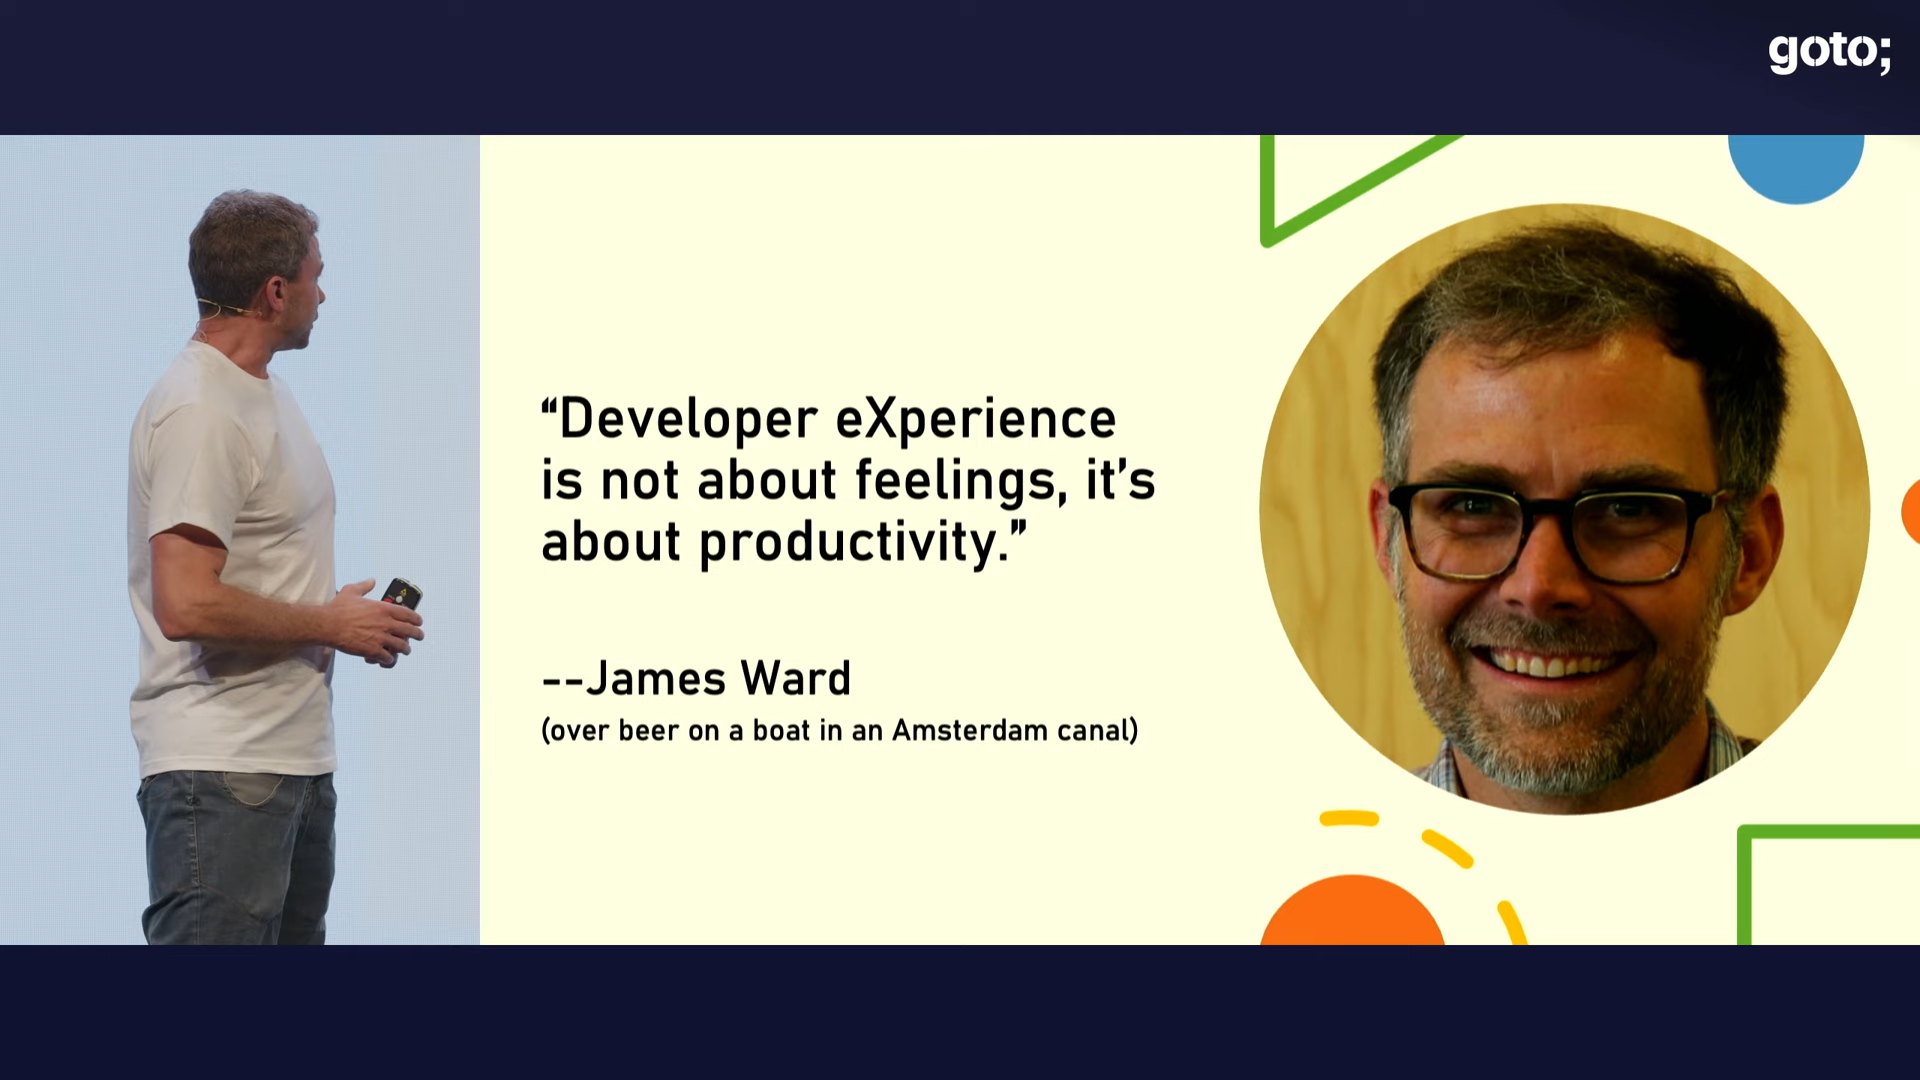 goto;
“Developer eXperience
is not about feelings, it’s
about productivity.”
--James Ward
(over beer on a boat in an Amsterdam canal)